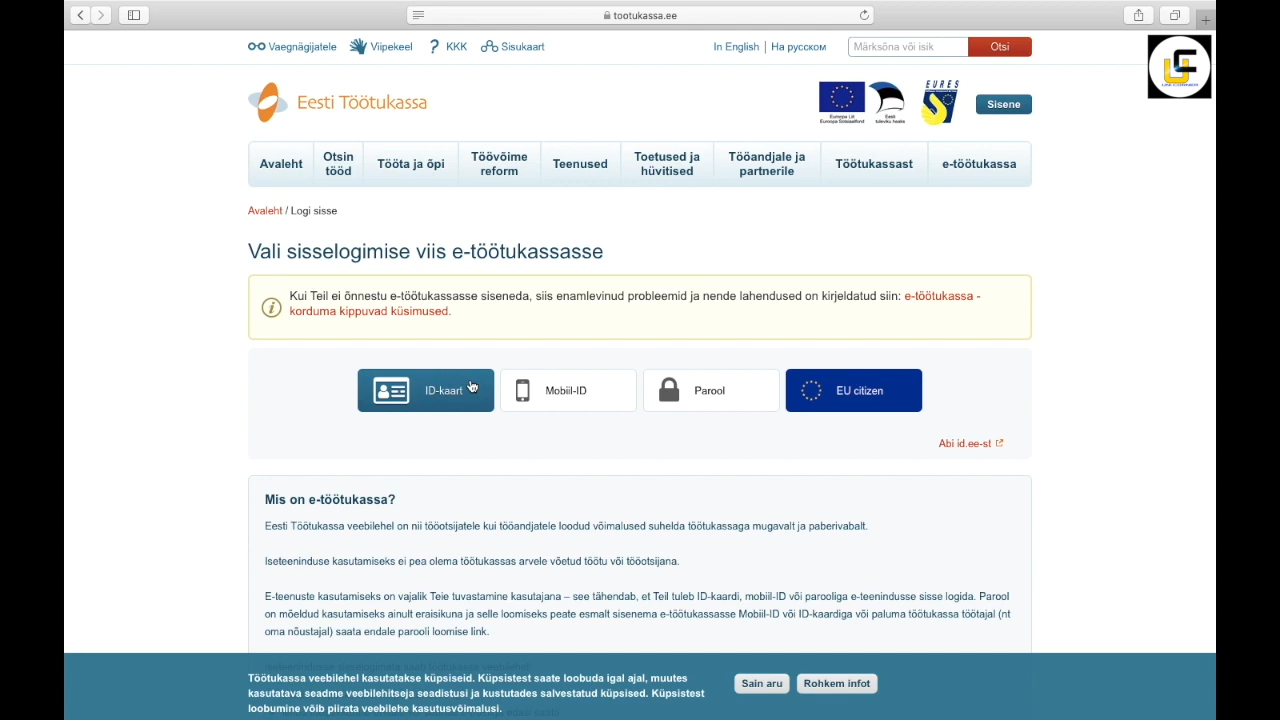 tootukassa.ee
Vaegnägijatele Viipekeel ? KKK Sisukaart
In English | На русском Märksõna või isik Otsi
Eesti Töötukassa
EURES
Euroopa Liit
Euroopa Sotsiaalfond
Eesti
tuleviku heaks
Sisene
Avaleht
Otsin
tööd
Tööta ja õpi
Töövõime
reform
Teenused
Toetused ja
hüvitised
Tööandjale ja
partnerile
Töötukassast
e-töötukassa
Avaleht / Logi sisse
Vali sisselogimise viis e-töötukassasse
Kui Teil ei õnnestu e-töötukassasse siseneda, siis enamlevinud probleemid ja nende lahendused on kirjeldatud siin: e-töötukassa -
korduma kippuvad küsimused.
ID-kaart Mobiil-ID Parool EU citizen
Abi id.ee-st
Mis on e-töötukassa?
Eesti Töötukassa veebilehel on nii tööotsijatele kui tööandjatele loodud võimalused suhelda töötukassaga mugavalt ja paberivabalt.
Iseteeninduse kasutamiseks ei pea olema töötukassas arvele võetud töötu või tööotsijana.
E-teenuste kasutamiseks on vajalik Teie tuvastamine kasutajana – see tähendab, et Teil tuleb ID-kaardi, mobiil-ID või parooliga e-teenindusse sisse logida. Parool
on mõeldud kasutamiseks ainult eraisikuna ja selle loomiseks peate esmalt sisenema e-töötukassasse Mobiil-ID või ID-kaardiga või paluma töötukassa töötajal (nt
oma nõustajal) saata endale parooli loomise link.
Töötukassa veebilehel kasutatakse küpsiseid. Küpsistest saate loobuda igal ajal, muutes
kasutatava seadme veebilehitseja seadistusi ja kustutades salvestatud küpsised. Küpsistest
loobumine võib piirata veebilehe kasutusvõimalusi.
Sain aru Rohkem infot